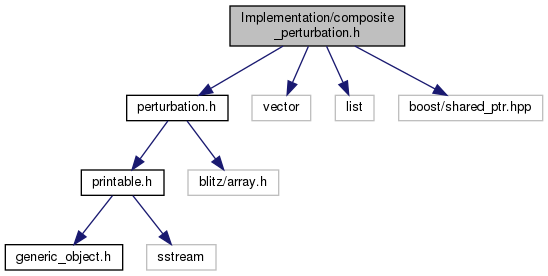 Implementation/composite
_perturbation.h
perturbation.h
vector
list
boost/shared_ptr.hpp
printable.h
blitz/array.h
generic_object.h
sstream